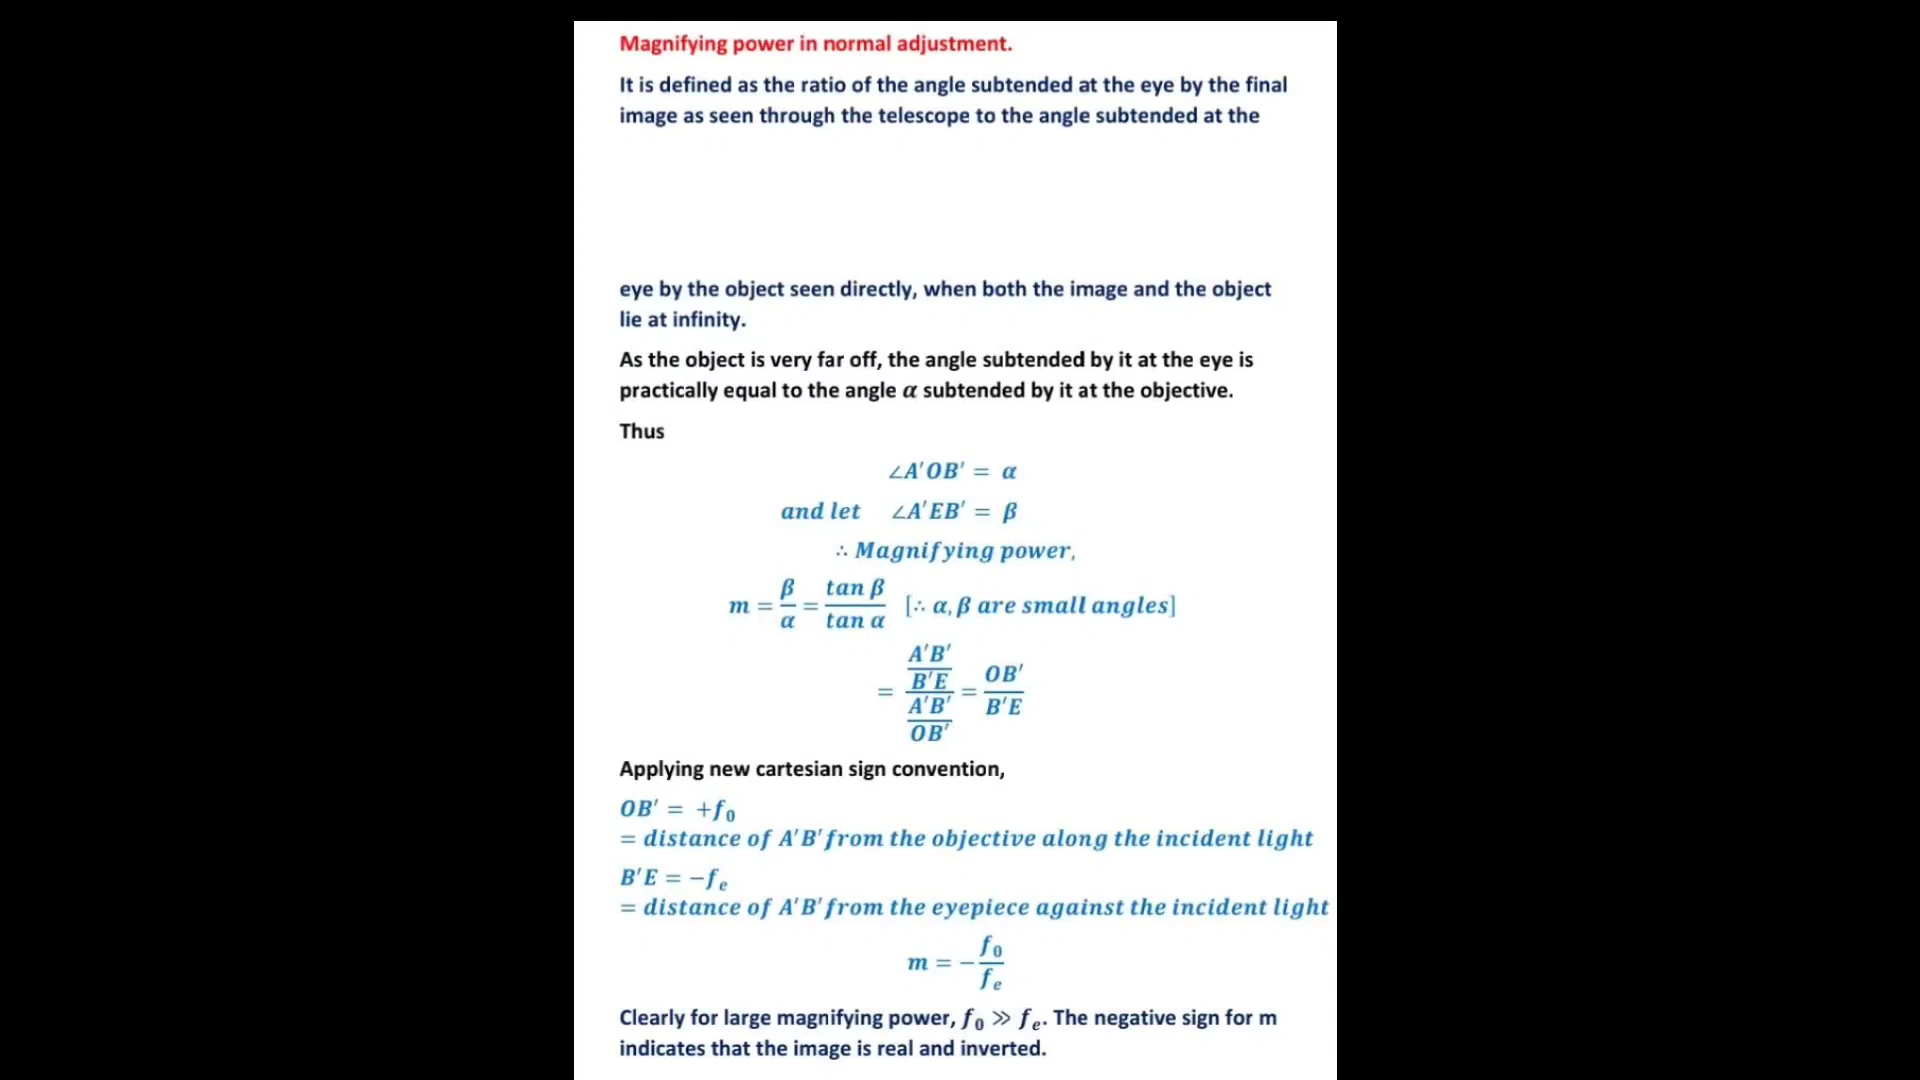 Magnifying power in normal adjustment.
It is defined as the ratio of the angle subtended at the eye by the final
image as seen through the telescope to the angle subtended at the
eye by the object seen directly, when both the image and the object
lie at infinity.
As the object is very far off, the angle subtended by it at the eye is
practically equal to the angle α subtended by it at the objective.
Thus
∠A′OB′ = α
and let ∠A′EB′ = β
∴ Magnifying power,
m = β/α = tan β/tan α [∴ α, β are small angles]
= (A′B′/B′E)/(A′B′/OB′) = OB′/B′E
Applying new cartesian sign convention,
OB′ = +f₀
= distance of A′B′ from the objective along the incident light
B′E = −fₑ
= distance of A′B′ from the eyepiece against the incident light
m = −f₀/fₑ
Clearly for large magnifying power, f₀ ≫ fₑ. The negative sign for m
indicates that the image is real and inverted.